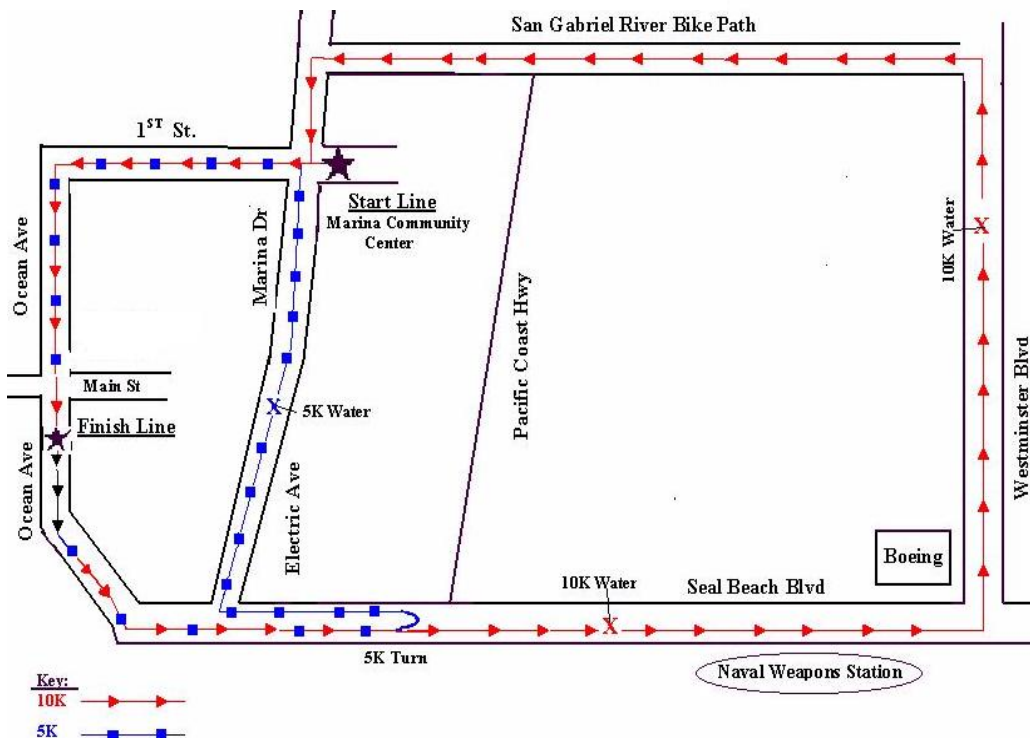 San Gabriel River Bike Path
1ST St.
Start Line
Marina Community
Center
Ocean Ave
Marina Dr
10K Water
X
Pacific Coast Hwy
Westminster Blvd
Main St
X
5K Water
Finish Line
Ocean Ave
Electric Ave
Boeing
10K Water
Seal Beach Blvd
X
5K Turn
Naval Weapons Station
Key:
10K
5K